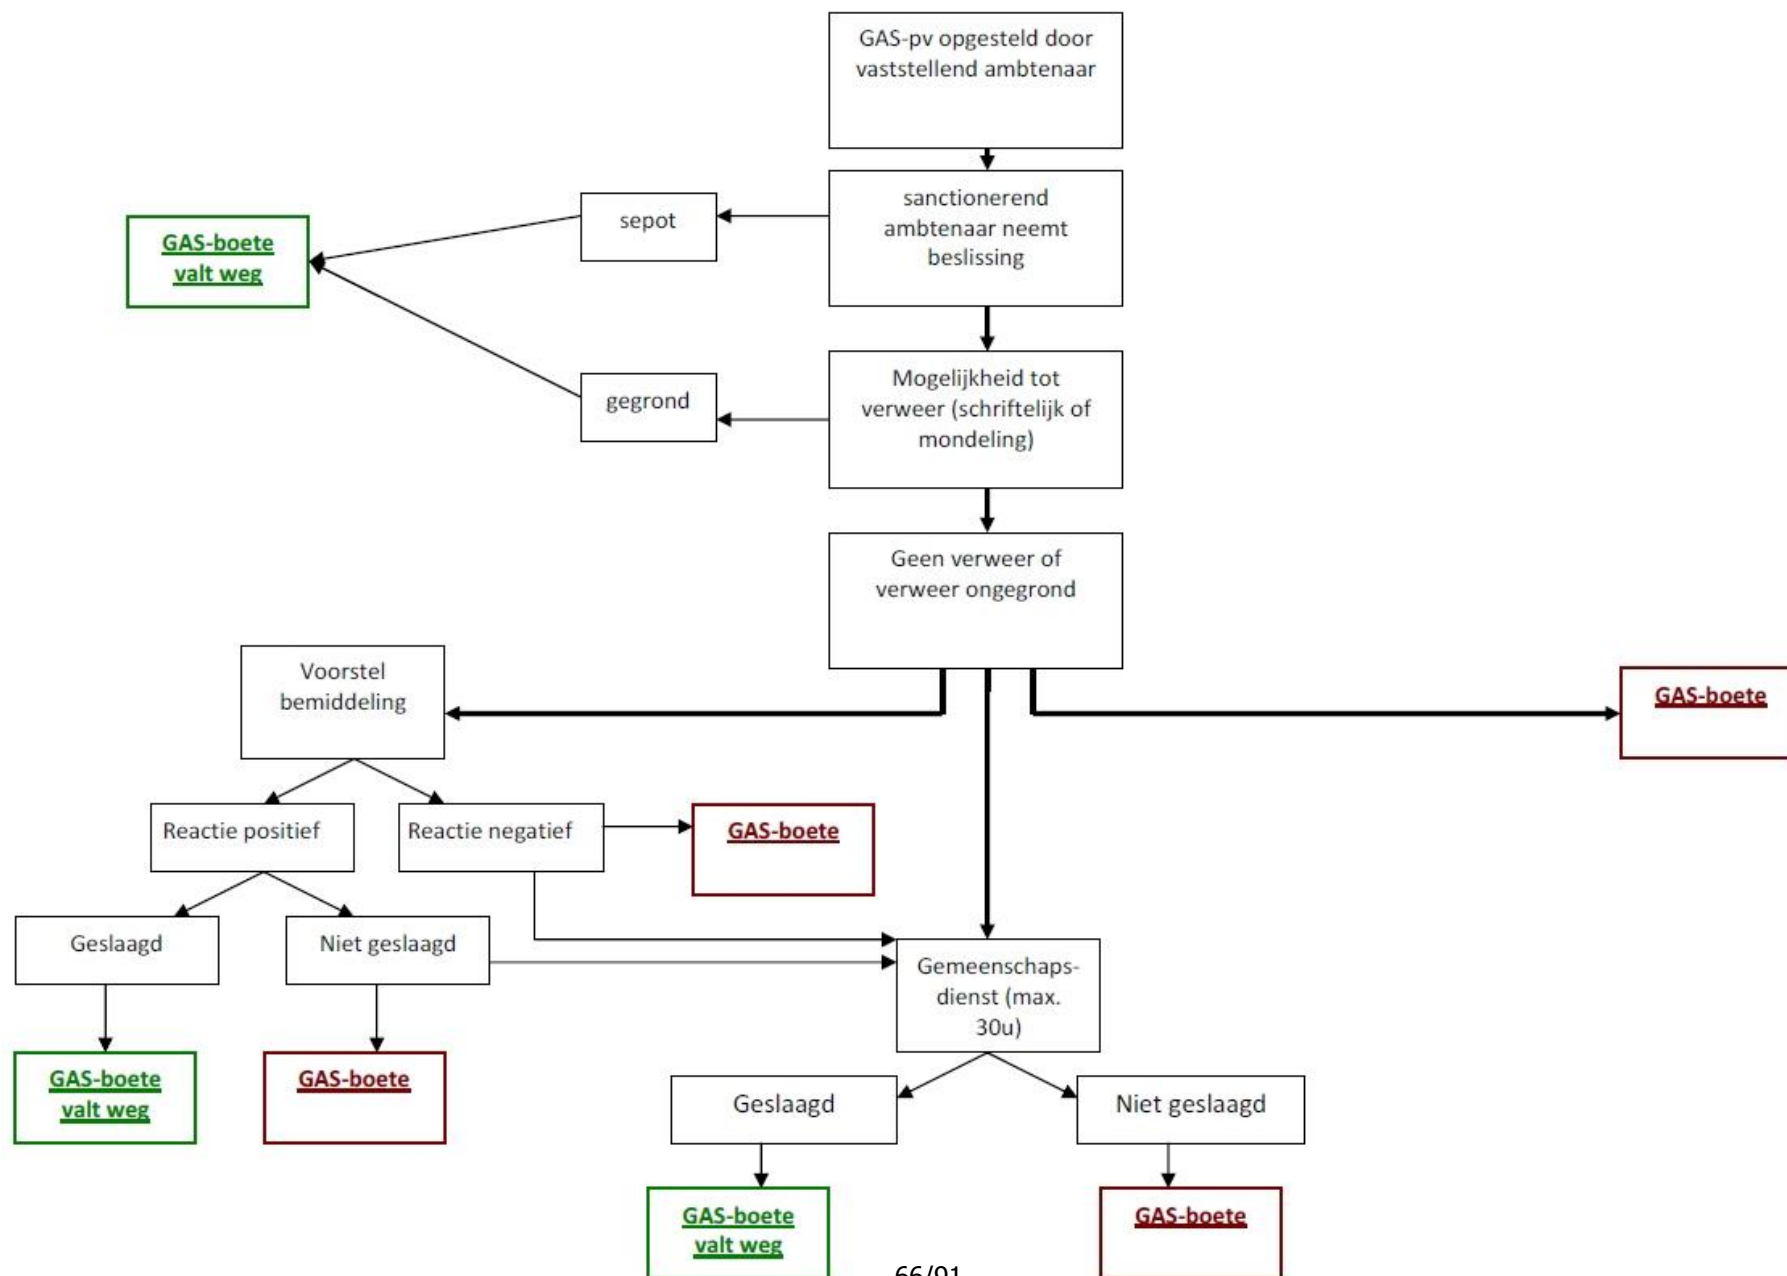 GAS-pv opgesteld door
vaststellend ambtenaar
sanctionerend
ambtenaar neemt
beslissing
sepot
GAS-boete
valt weg
Mogelijkheid tot
verweer (schriftelijk of
mondeling)
gegrond
Geen verweer of
verweer ongegrond
Voorstel
bemiddeling
GAS-boete
Reactie positief
Reactie negatief
GAS-boete
Geslaagd
Niet geslaagd
Gemeenschaps-
dienst (max.
30u)
GAS-boete
valt weg
GAS-boete
Geslaagd
Niet geslaagd
GAS-boete
valt weg
GAS-boete
66/91